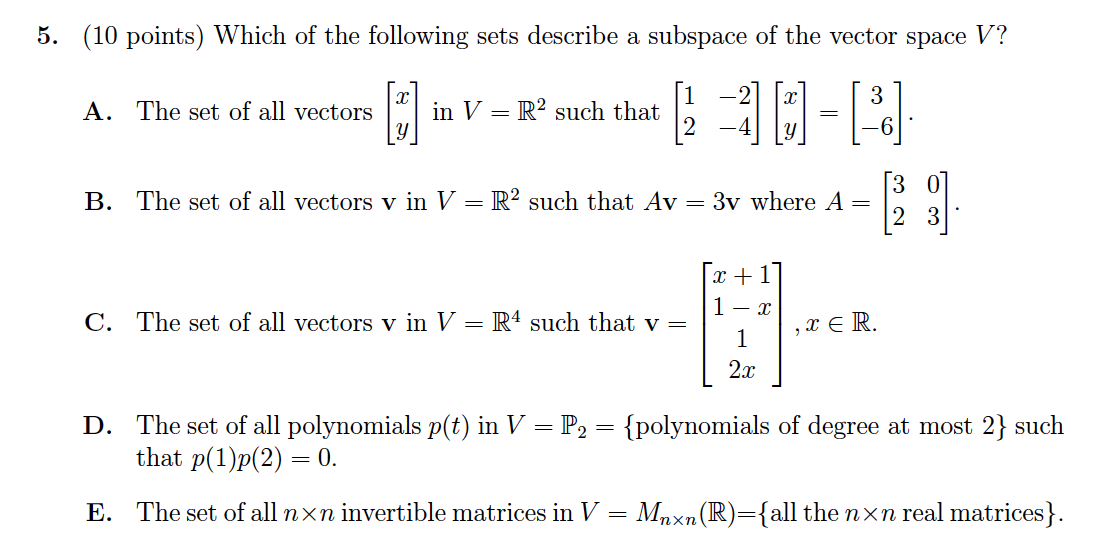 5. (10 points) Which of the following sets describe a subspace of the vector space V?
A. The set of all vectors [x y] in V = ℝ² such that [1 −2 2 −4] [x y] = [3 −6].
B. The set of all vectors v in V = ℝ² such that Av = 3v where A = [3 0 2 3].
C. The set of all vectors v in V = ℝ⁴ such that v = [x + 1 1 − x 1 2x], x ∈ ℝ.
D. The set of all polynomials p(t) in V = ℙ₂ = {polynomials of degree at most 2} such
that p(1)p(2) = 0.
E. The set of all n×n invertible matrices in V = Mₙₓₙ(ℝ)={all the n×n real matrices}.